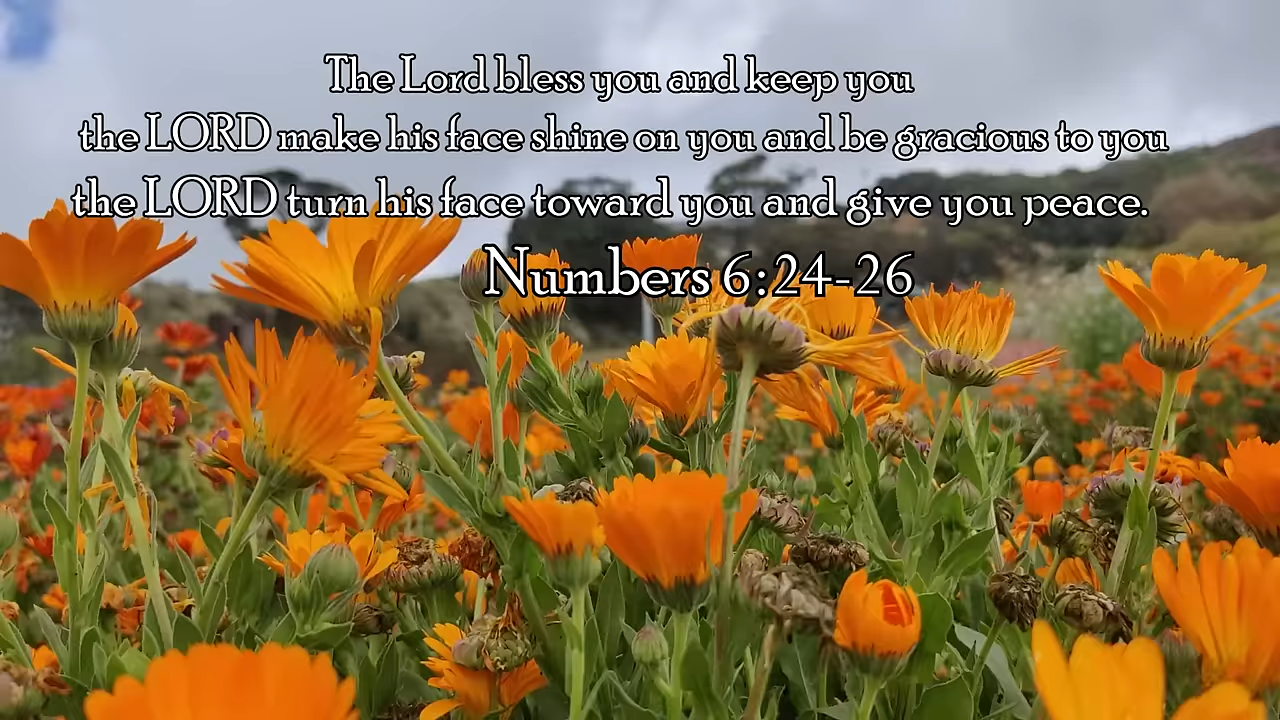 The Lord bless you and keep you
the LORD make his face shine on you and be gracious to you
the LORD turn his face toward you and give you peace.
Numbers 6:24-26